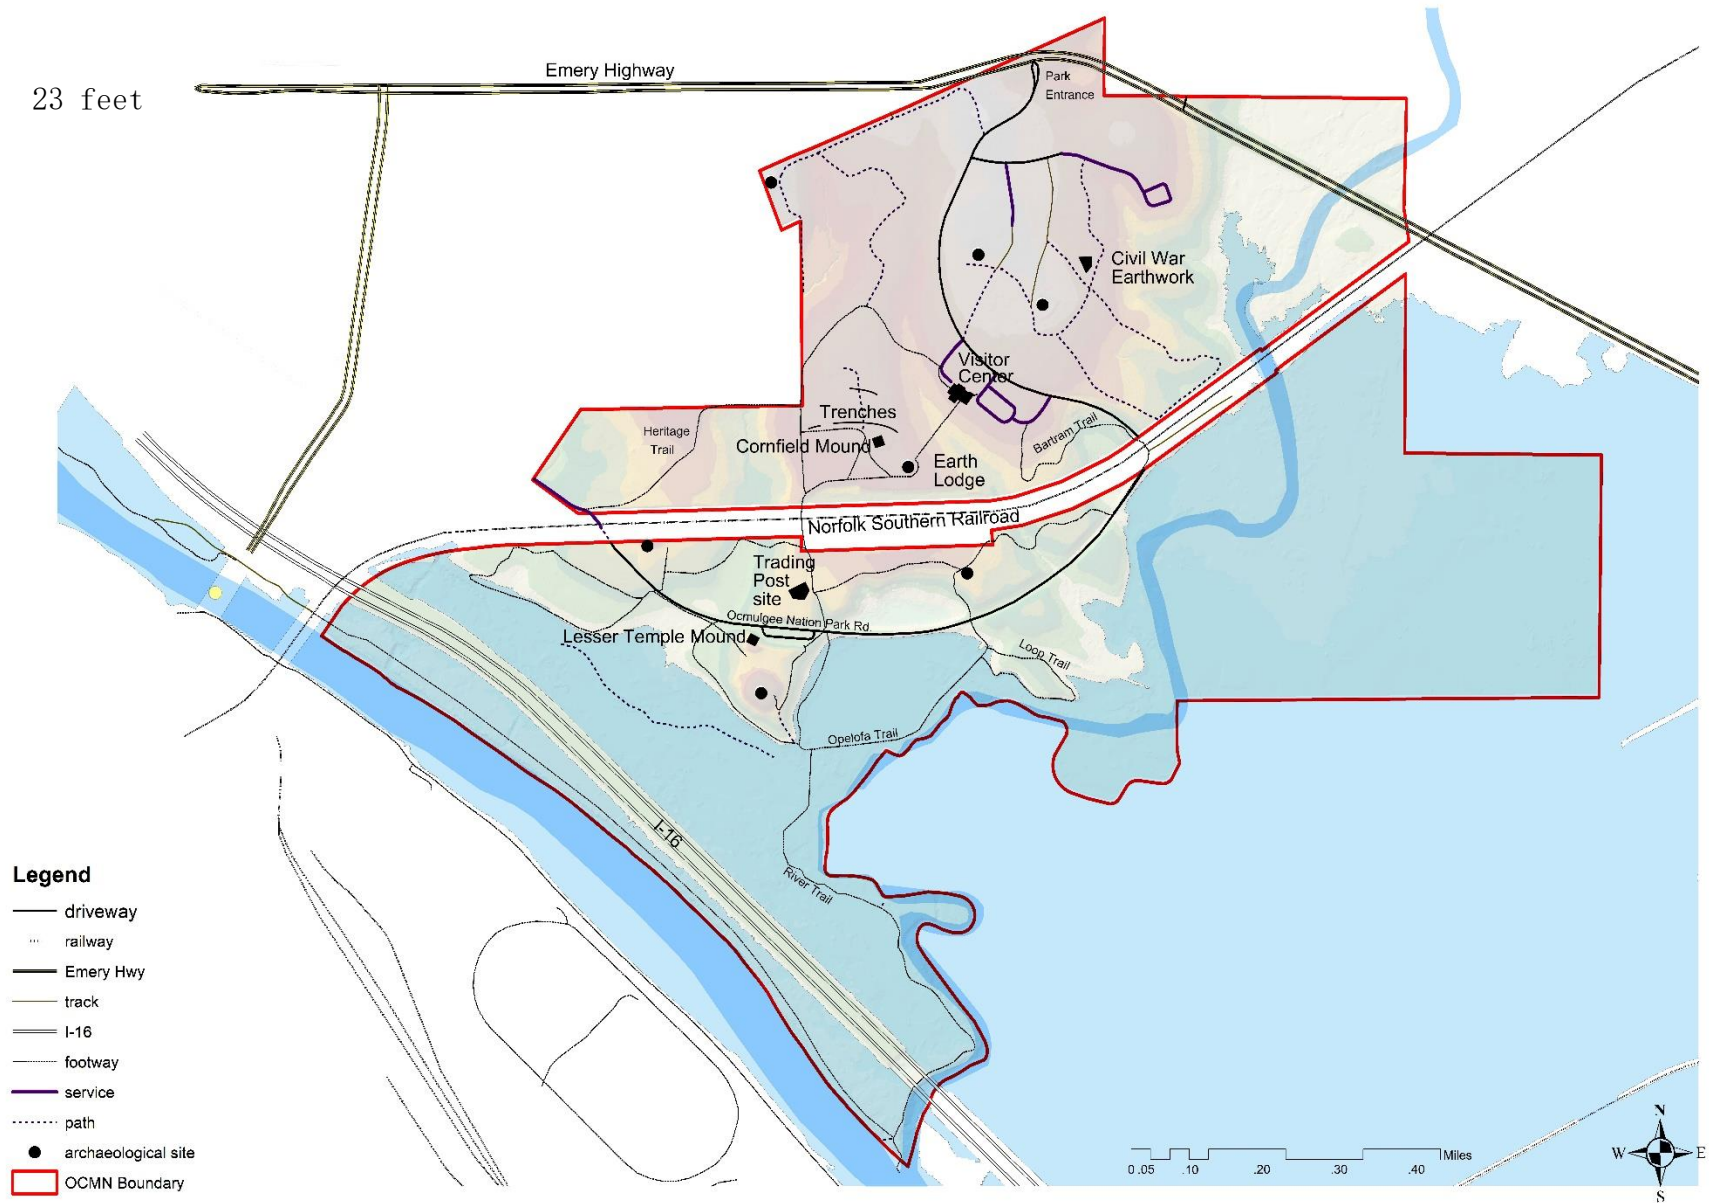 Emery Highway
23 feet
Park
Entrance
Civil War
Earthwork
Visitor
Center
Trenches
Heritage
Trail
Cornfield Mound
Bartram Trail
Earth
Lodge
Norfolk Southern Railroad
Trading
Post
site
Ocmulgee Nation Park Rd
Lesser Temple Mound
Loop Trail
Opelofa Trail
I-16
River Trail
Legend
driveway
railway
Emery Hwy
track
I-16
footway
service
path
archaeological site
OCMN Boundary
0 .05 .10 .20 .30 .40 Miles
N
W E
S